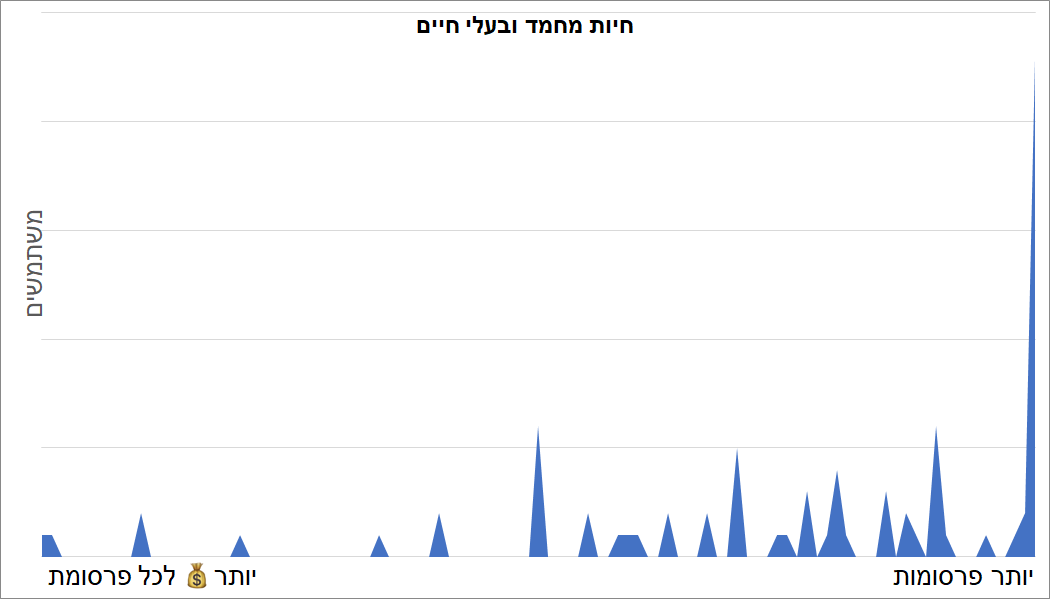 חיות מחמד ובעלי חיים
משתמשים
יותר 💰 לכל פרסומת
יותר פרסומות